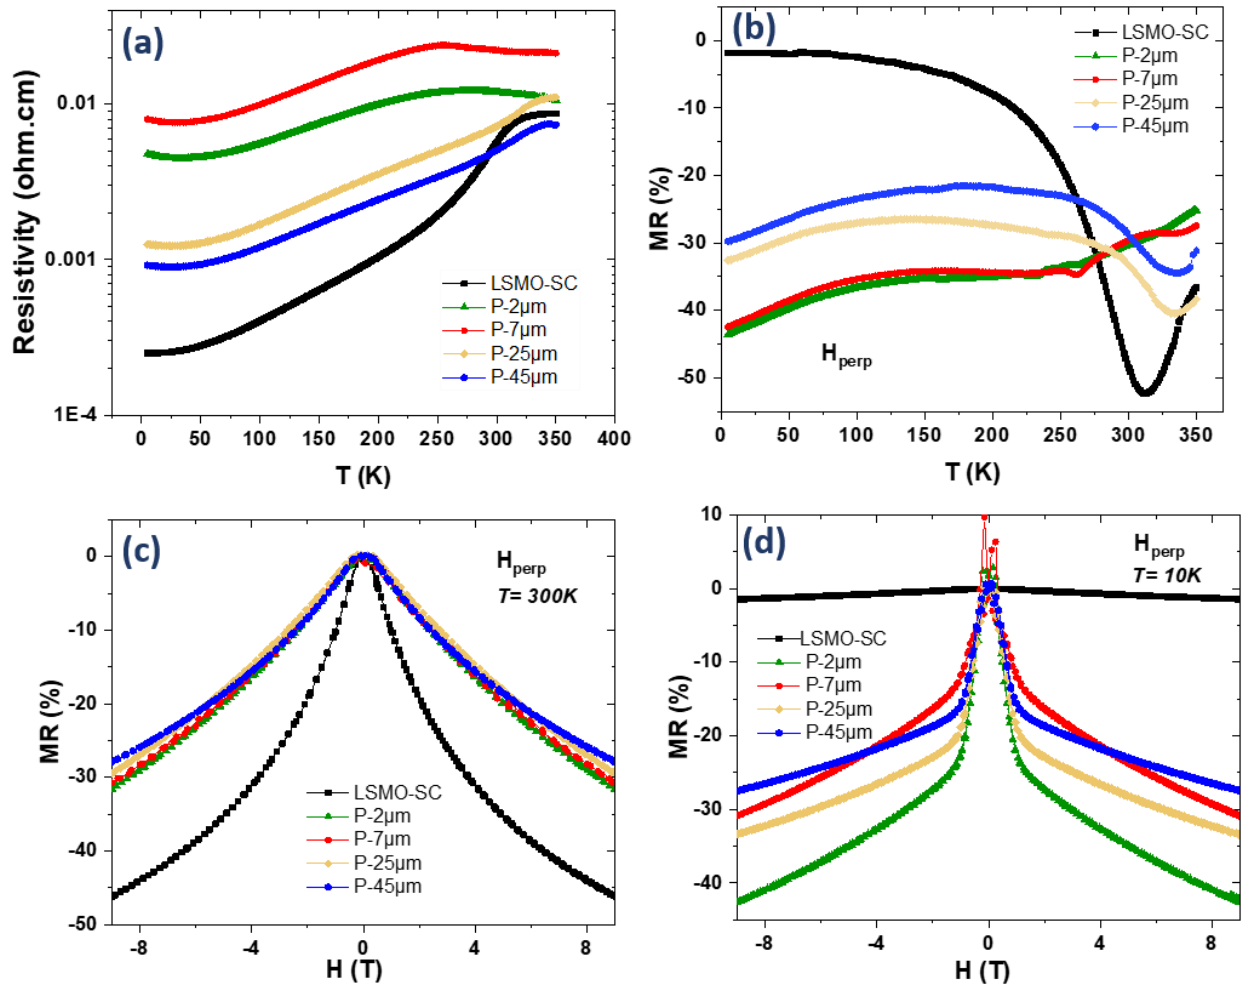 (a)
Resistivity (ohm.cm)
0.01
0.001
1E-4
LSMO-SC
P-2μm
P-7μm
P-25μm
P-45μm
0 50 100 150 200 250 300 350 400
T (K)
(b)
MR (%)
0
-10
-20
-30
-40
-50
LSMO-SC
P-2μm
P-7μm
P-25μm
P-45μm
Hperp
0 50 100 150 200 250 300 350
T (K)
(c)
MR (%)
0
-10
-20
-30
-40
-50
Hperp
T= 300K
LSMO-SC
P-2μm
P-7μm
P-25μm
P-45μm
-8 -4 0 4 8
H (T)
(d)
MR (%)
10
0
-10
-20
-30
-40
Hperp
T= 10K
LSMO-SC
P-2μm
P-7μm
P-25μm
P-45μm
-8 -4 0 4 8
H (T)